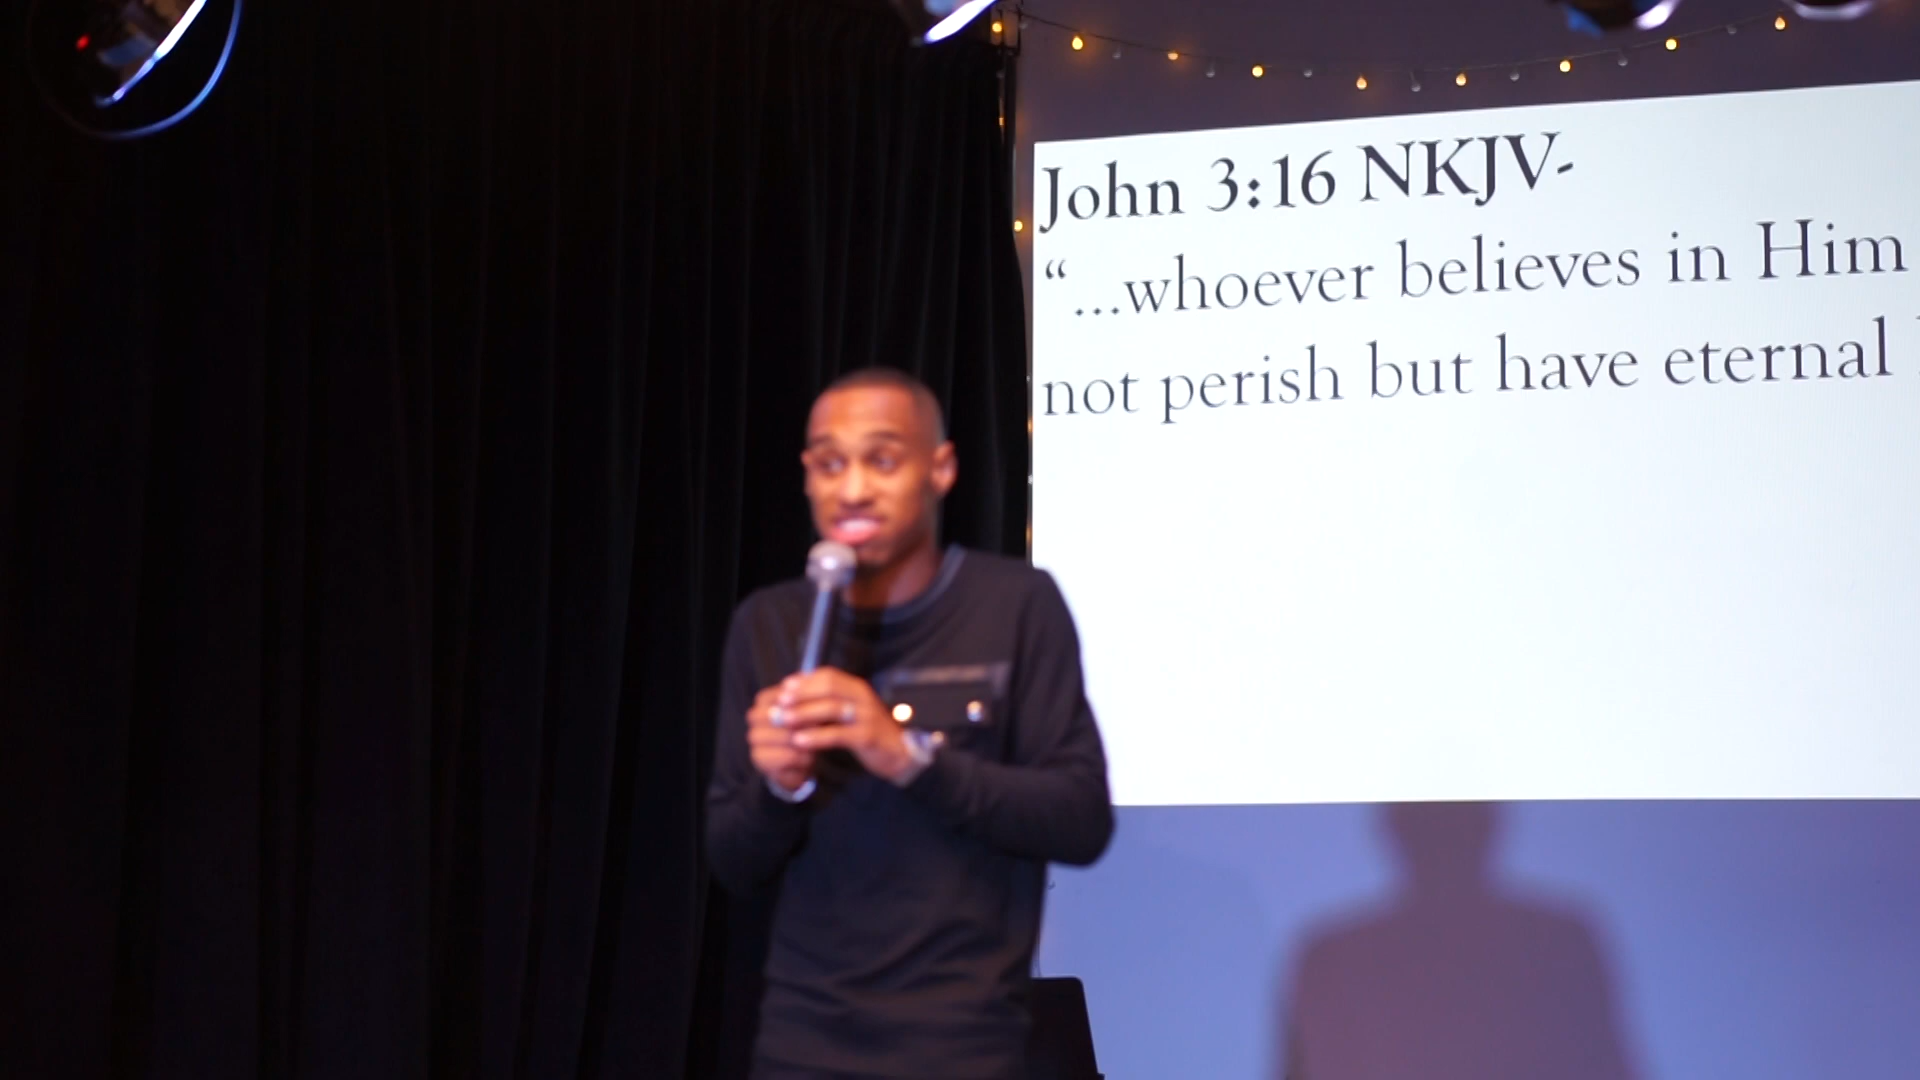 John 3:16 NKJV-
“...whoever believes in Him
not perish but have eternal